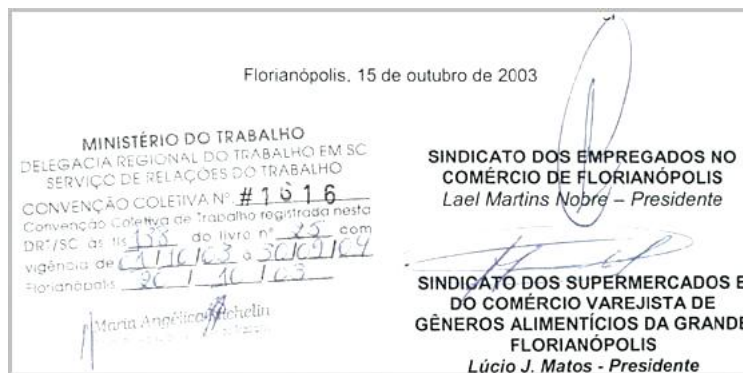 Florianópolis, 15 de outubro de 2003
MINISTÉRIO DO TRABALHO
DELEGACIA REGIONAL DO TRABALHO EM SC
SERVIÇO DE RELAÇÕES DO TRABALHO
CONVENÇÃO COLETIVA Nº #1616
Convenção Coletiva de Trabalho registrada nesta
DRT/SC às fls do livro nº 25 com
vigência de 01/10/03 a 30/09/04
Florianópolis 20 / 10 / 03
Maria Angélica
SINDICATO DOS EMPREGADOS NO
COMÉRCIO DE FLORIANÓPOLIS
Lael Martins Nobre – Presidente
SINDICATO DOS SUPERMERCADOS E
DO COMÉRCIO VAREJISTA DE
GÊNEROS ALIMENTÍCIOS DA GRANDE
FLORIANÓPOLIS
Lúcio J. Matos - Presidente